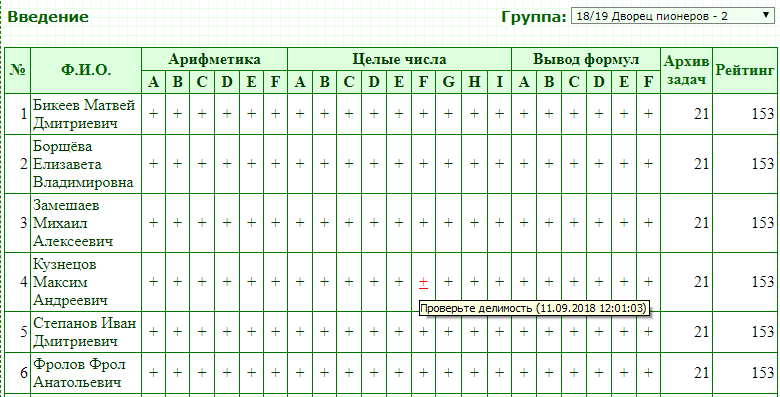 Введение Группа: 18/19 Дворец пионеров - 2
№ Ф.И.О. Арифметика Целые числа Вывод формул Архив задач Рейтинг
A B C D E F A B C D E F G H I A B C D E F
1 Бикеев Матвей + + + + + + + + + + + + + + + + + + + + + 21 153
Дмитриевич
2 Борщёва + + + + + + + + + + + + + + + + + + + + + 21 153
Елизавета
Владимировна
3 Замешаев + + + + + + + + + + + + + + + + + + + + + 21 153
Михаил
Алексеевич
4 Кузнецов + + + + + + + + + + + + + + + + + + + + + 21 153
Максим
Андреевич
Проверьте делимость (11.09.2018 12:01:03)
5 Степанов Иван + + + + + + + + + + + + + + + + + + + + + 21 153
Дмитриевич
6 Фролов Фрол + + + + + + + + + + + + + + + + + + + + + 21 153
Анатольевич